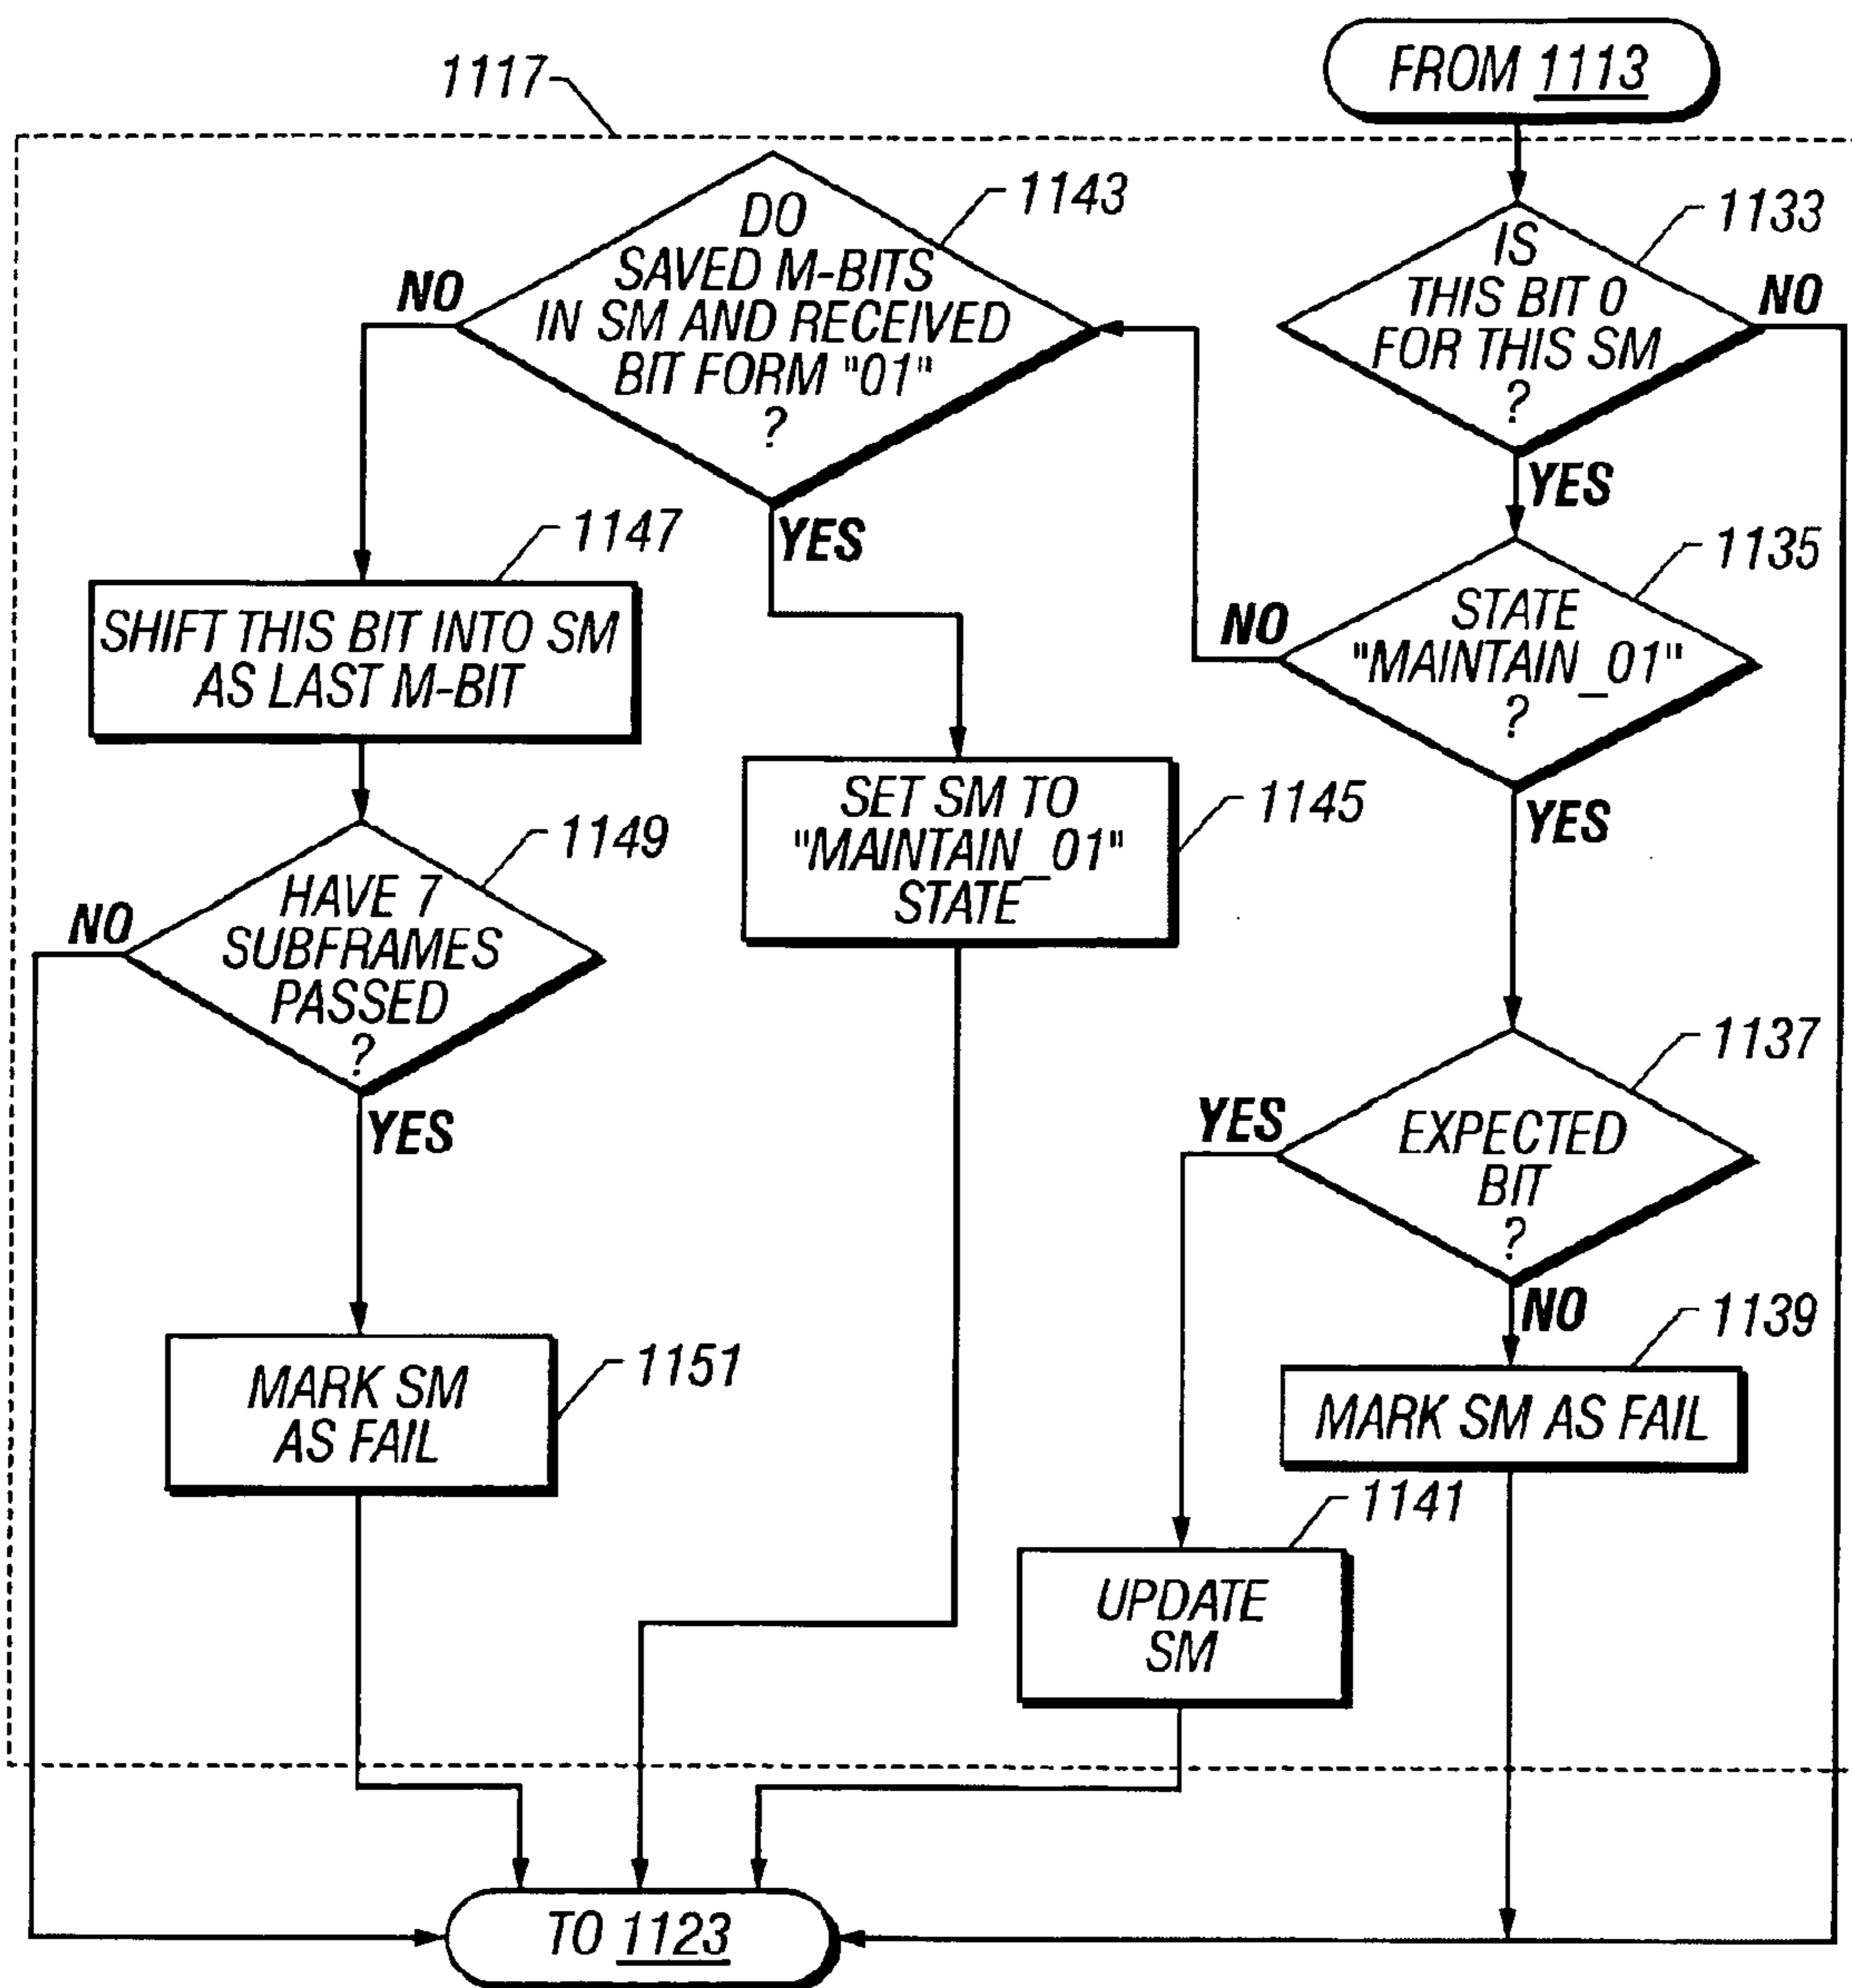 FROM 1113
1117
1133
IS
THIS BIT 0
FOR THIS SM
?
NO
YES
1135
STATE
"MAINTAIN_01"
?
NO
YES
1143
DO
SAVED M-BITS
IN SM AND RECEIVED
BIT FORM "01"
?
NO
YES
1147
SHIFT THIS BIT INTO SM
AS LAST M-BIT
1145
SET SM TO
"MAINTAIN_01"
STATE
1149
HAVE 7
SUBFRAMES
PASSED
?
NO
YES
1137
EXPECTED
BIT
?
YES
NO
1151
MARK SM
AS FAIL
1139
MARK SM AS FAIL
1141
UPDATE
SM
TO 1123